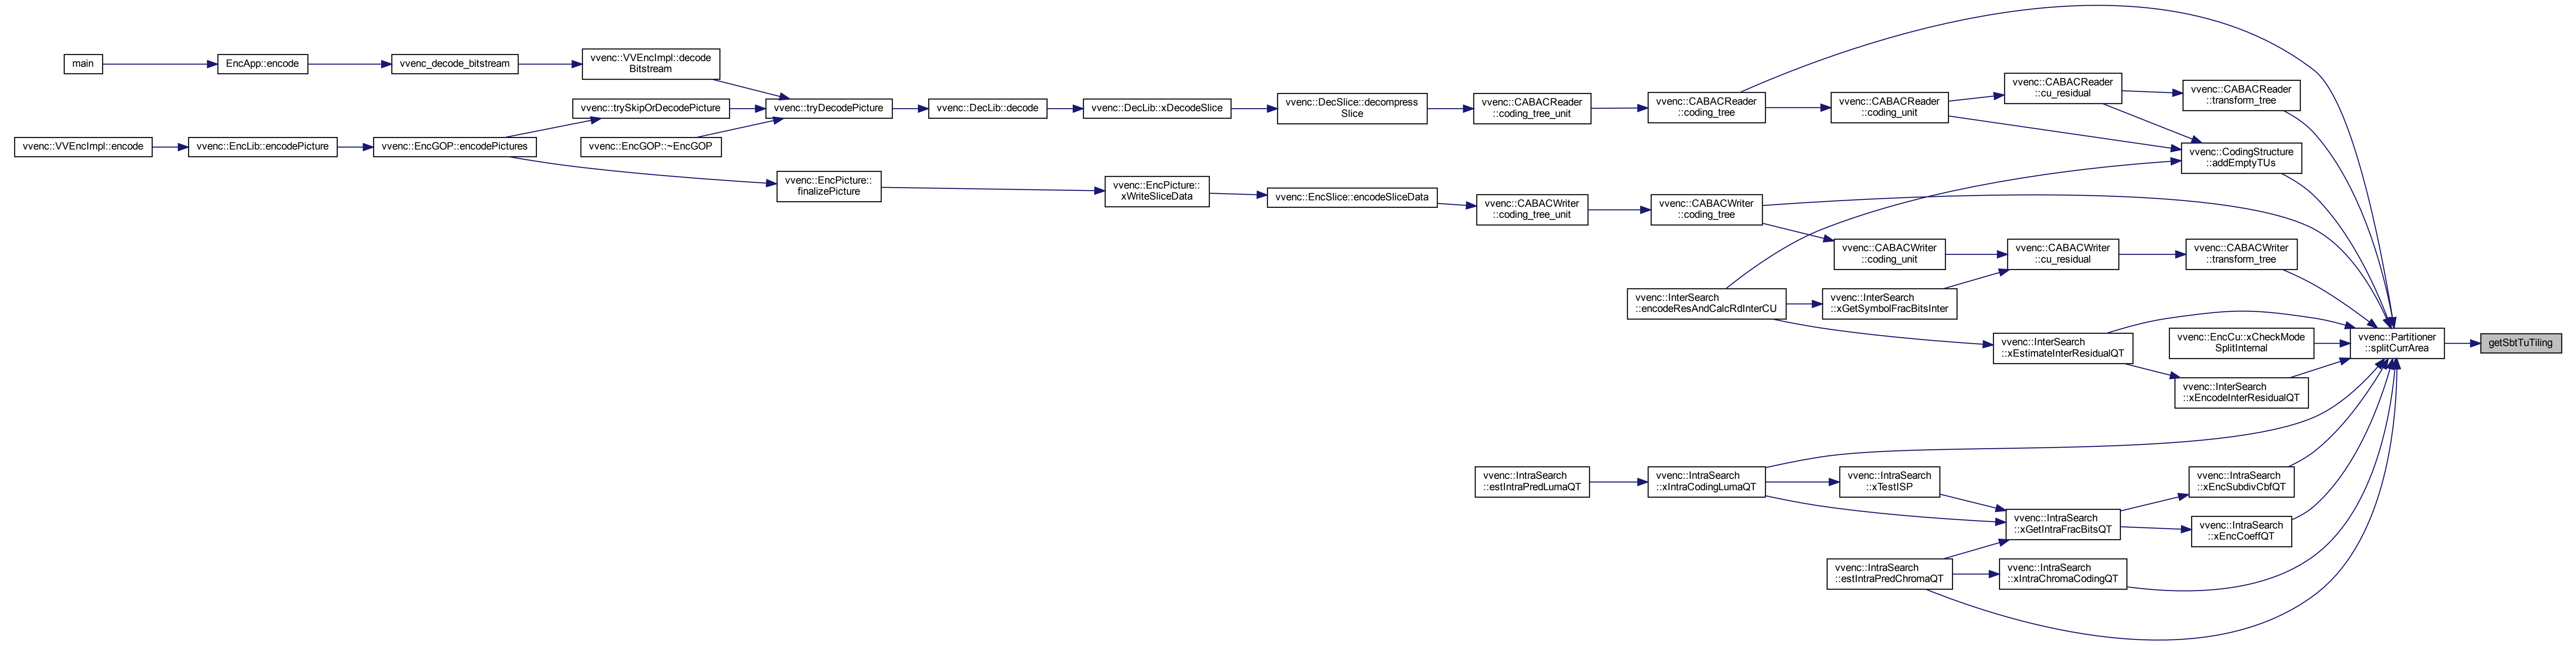 main
EncApp::encode
vvenc_decode_bitstream
vvenc::VVEncImpl::decode
Bitstream
vvenc::trySkipOrDecodePicture
vvenc::tryDecodePicture
vvenc::DecLib::decode
vvenc::DecLib::xDecodeSlice
vvenc::DecSlice::decompress
Slice
vvenc::CABACReader
::coding_tree_unit
vvenc::CABACReader
::coding_tree
vvenc::CABACReader
::coding_unit
vvenc::CABACReader
::cu_residual
vvenc::CABACReader
::transform_tree
vvenc::VVEncImpl::encode
vvenc::EncLib::encodePicture
vvenc::EncGOP::encodePictures
vvenc::EncGOP::~EncGOP
vvenc::CodingStructure
::addEmptyTUs
vvenc::EncPicture::
finalizePicture
vvenc::EncPicture::
xWriteSliceData
vvenc::EncSlice::encodeSliceData
vvenc::CABACWriter
::coding_tree_unit
vvenc::CABACWriter
::coding_tree
vvenc::CABACWriter
::coding_unit
vvenc::CABACWriter
::cu_residual
vvenc::CABACWriter
::transform_tree
vvenc::InterSearch
::encodeResAndCalcRdInterCU
vvenc::InterSearch
::xGetSymbolFracBitsInter
vvenc::InterSearch
::xEstimateInterResidualQT
vvenc::EncCu::xCheckMode
SplitInternal
vvenc::Partitioner
::splitCurrArea
getSbtTuTiling
vvenc::InterSearch
::xEncodeInterResidualQT
vvenc::IntraSearch
::estIntraPredLumaQT
vvenc::IntraSearch
::xIntraCodingLumaQT
vvenc::IntraSearch
::xTestISP
vvenc::IntraSearch
::xGetIntraFracBitsQT
vvenc::IntraSearch
::xEncSubdivCbfQT
vvenc::IntraSearch
::xEncCoeffQT
vvenc::IntraSearch
::estIntraPredChromaQT
vvenc::IntraSearch
::xIntraChromaCodingQT